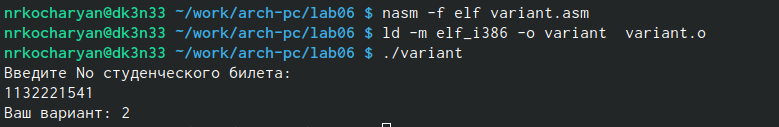 nrkocharyan@dk3n33 ~/work/arch-pc/lab06 $ nasm -f elf variant.asm
nrkocharyan@dk3n33 ~/work/arch-pc/lab06 $ ld -m elf_i386 -o variant  variant.o
nrkocharyan@dk3n33 ~/work/arch-pc/lab06 $ ./variant
Введите No студенческого билета:
1132221541
Ваш вариант: 2